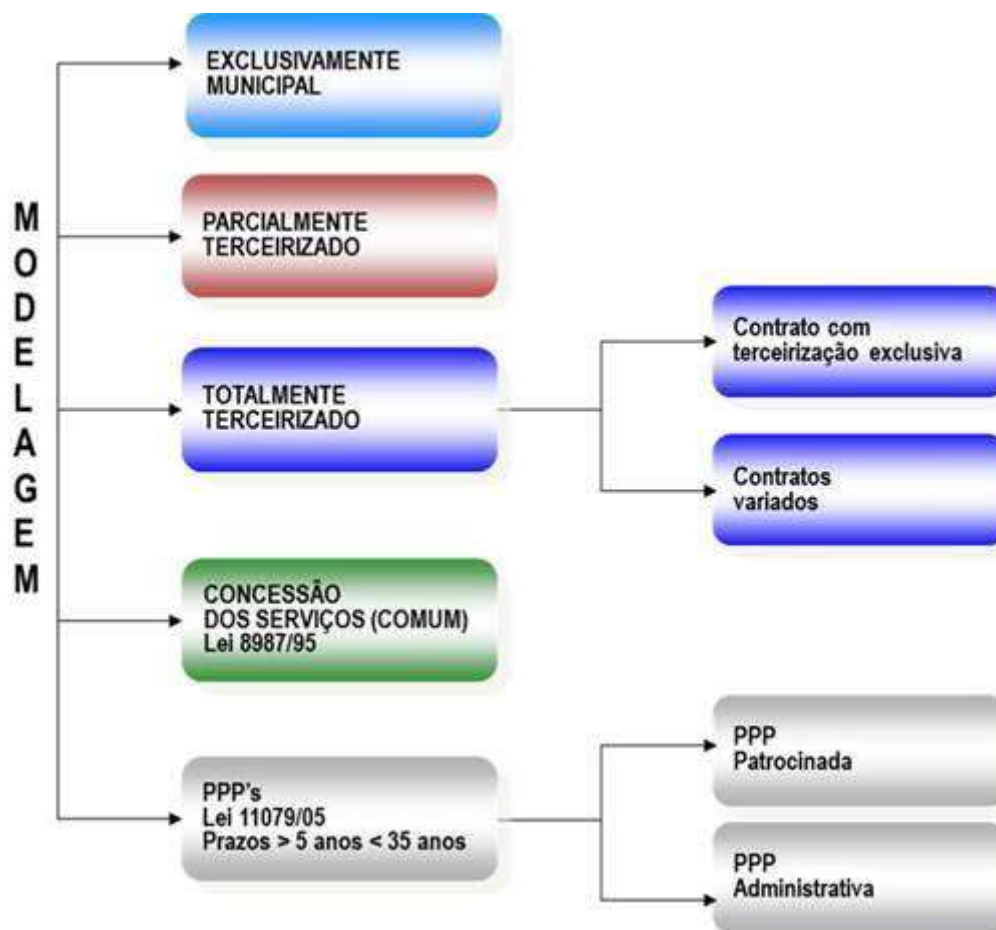 MODELAGEM
EXCLUSIVAMENTE
MUNICIPAL
PARCIALMENTE
TERCEIRIZADO
TOTALMENTE
TERCEIRIZADO
Contrato com
terceirização exclusiva
Contratos
variados
CONCESSÃO
DOS SERVIÇOS (COMUM)
Lei 8987/95
PPP's
Lei 11079/05
Prazos > 5 anos < 35 anos
PPP
Patrocinada
PPP
Administrativa